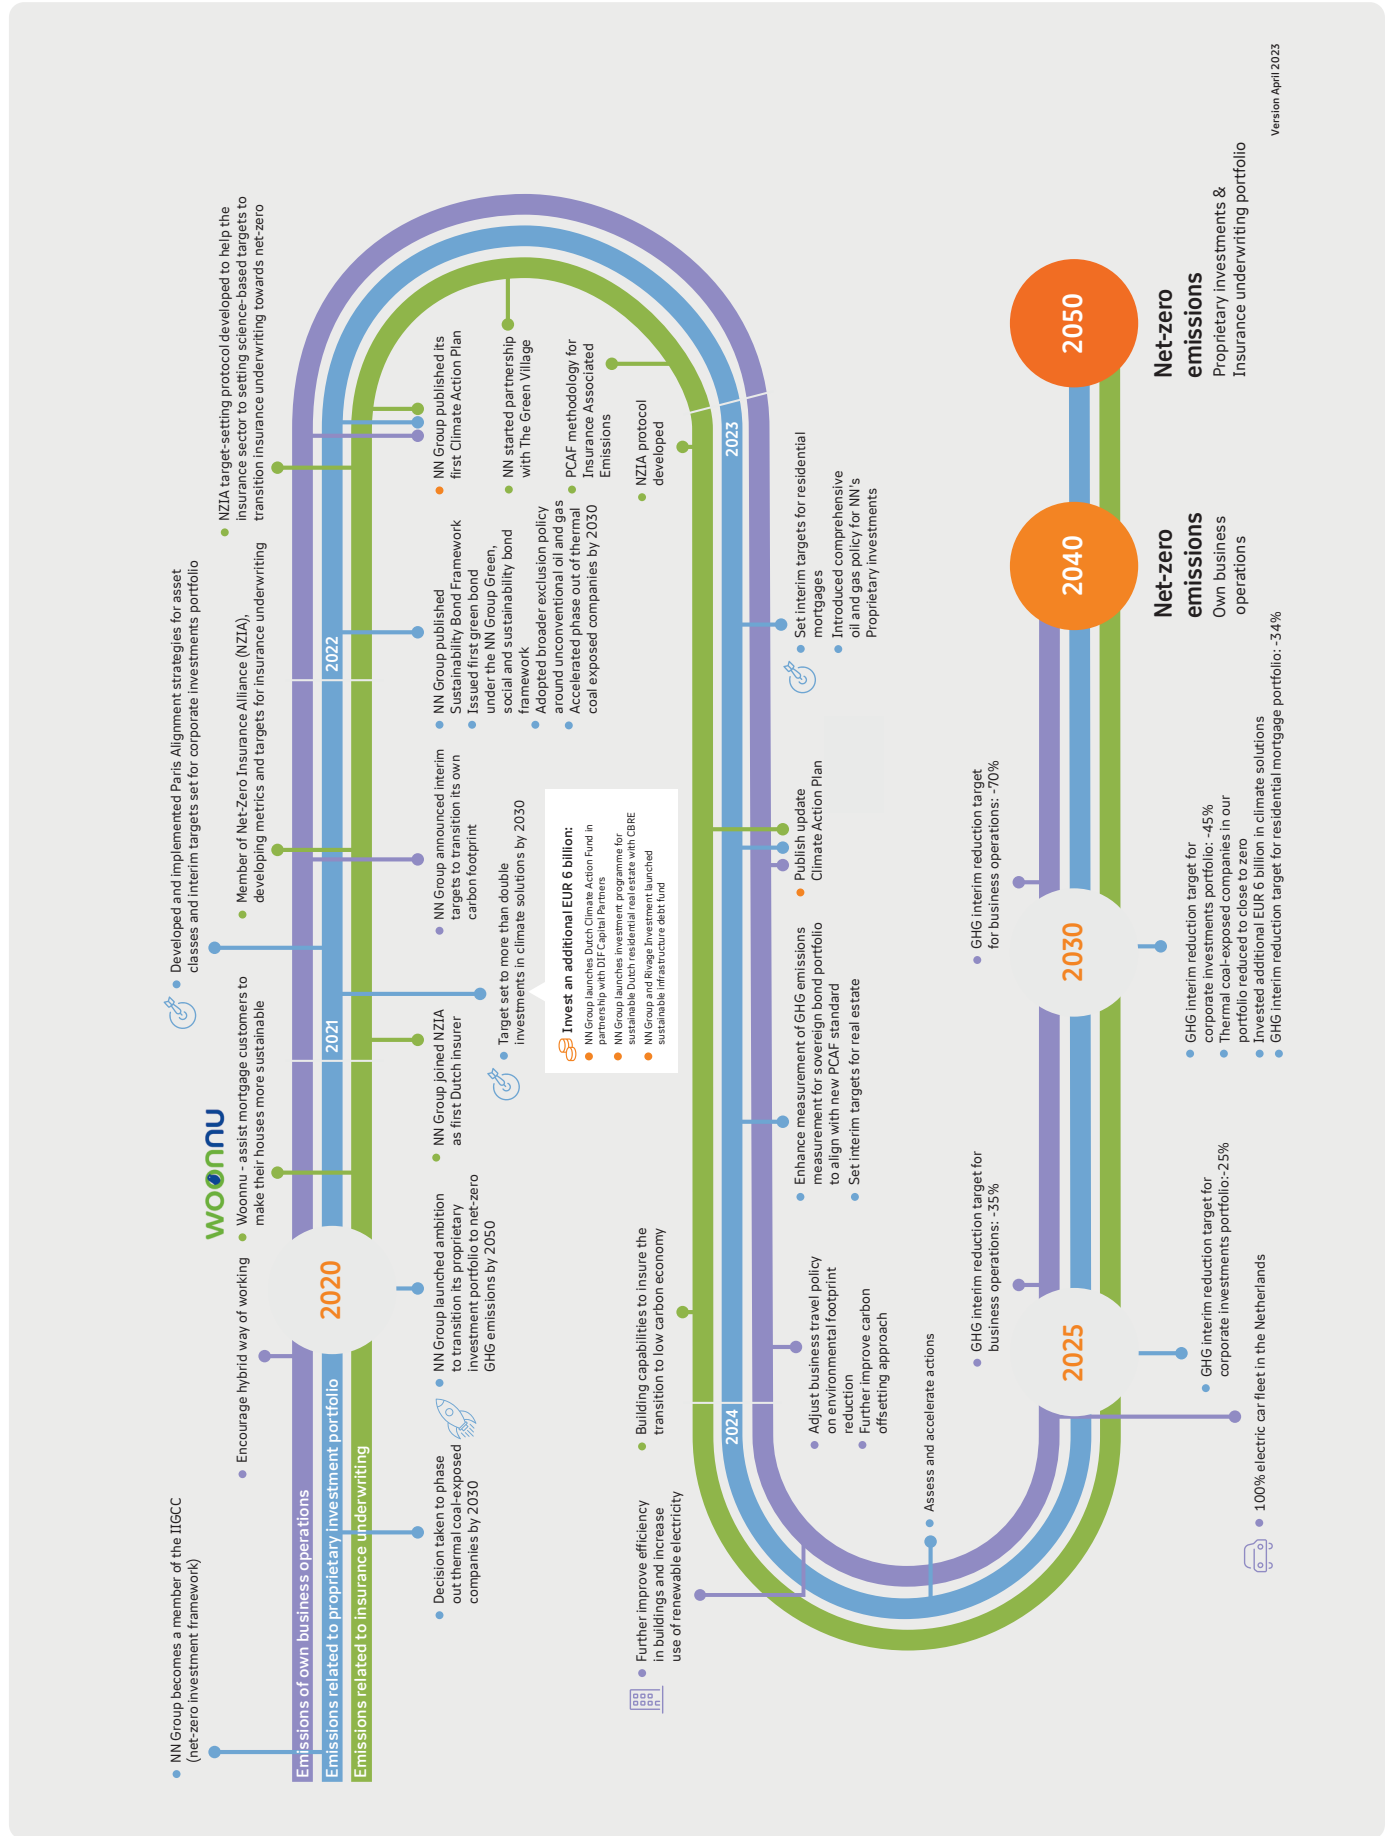 NN Group becomes a member of the IIGCC
(net-zero investment framework)
Encourage hybrid way of working
woonnu
Woonnu - assist mortgage customers to
make their houses more sustainable
Developed and implemented Paris Alignment strategies for asset
classes and interim targets set for corporate investments portfolio
Member of Net-Zero Insurance Alliance (NZIA),
developing metrics and targets for insurance underwriting
NZIA target-setting protocol developed to help the
insurance sector to setting science-based targets to
transition insurance underwriting towards net-zero
Emissions of own business operations
Emissions related to proprietary investment portfolio
Emissions related to insurance underwriting
2020
2021
2022
Decision taken to phase
out thermal coal-exposed
companies by 2030
NN Group launched ambition
to transition its proprietary
investment portfolio to net-zero
GHG emissions by 2050
NN Group joined NZIA
as first Dutch insurer
Target set to more than double
investments in climate solutions by 2030
Invest an additional EUR 6 billion:
NN Group launches Dutch Climate Action Fund in
partnership with DIF Capital Partners
NN Group launches investment programme for
sustainable Dutch residential real estate with CBRE
NN Group and Rivage Investment launched
sustainable infrastructure debt fund
NN Group announced interim
targets to transition its own
carbon footprint
NN Group published
Sustainability Bond Framework
Issued first green bond
under the NN Group Green,
social and sustainability bond
framework
Adopted broader exclusion policy
around unconventional oil and gas
Accelerated phase out of thermal
coal exposed companies by 2030
NN Group published its
first Climate Action Plan
NN started partnership
with The Green Village
PCAF methodology for
Insurance Associated
Emissions
NZIA protocol
developed
2023
Set interim targets for residential
mortgages
Introduced comprehensive
oil and gas policy for NN's
Proprietary investments
Publish update
Climate Action Plan
Enhance measurement of GHG emissions
measurement for sovereign bond portfolio
to align with new PCAF standard
Set interim targets for real estate
Building capabilities to insure the
transition to low carbon economy
2024
Adjust business travel policy
on environmental footprint
reduction
Further improve carbon
offsetting approach
Further improve efficiency
in buildings and increase
use of renewable electricity
Assess and accelerate actions
GHG interim reduction target for
business operations: -35%
2025
GHG interim reduction target for
corporate investments portfolio:-25%
100% electric car fleet in the Netherlands
GHG interim reduction target
for business operations: -70%
2030
GHG interim reduction target for
corporate investments portfolio: -45%
Thermal coal-exposed companies in our
portfolio reduced to close to zero
Invested additional EUR 6 billion in climate solutions
GHG interim reduction target for residential mortgage portfolio: -34%
2040
Net-zero
emissions
Own business
operations
2050
Net-zero
emissions
Proprietary investments &
Insurance underwriting portfolio
Version April 2023